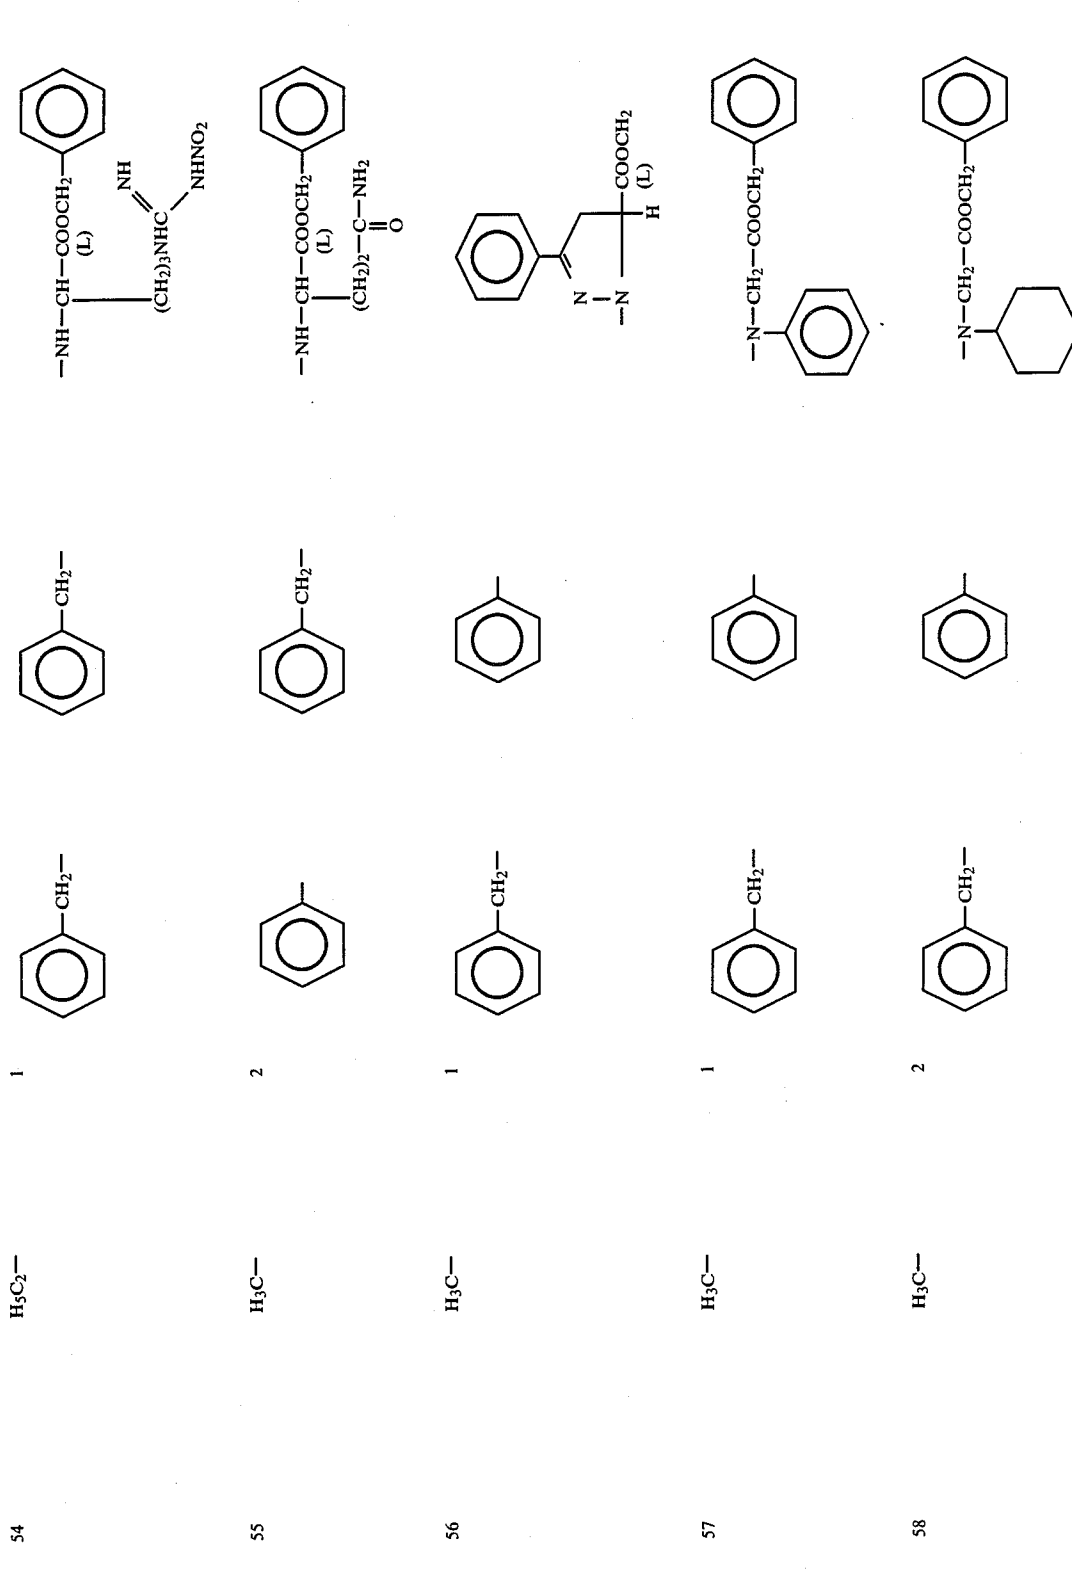 54 H5C2— 1 —CH2— —CH2— —NH—CH—COOCH2—
(L)
(CH2)3NHC
NH
NHNO2
55 H3C— 2 —CH2— —NH—CH—COOCH2—
(L)
(CH2)2—C—NH2
O
56 H3C— 1 —CH2—
N
—N
COOCH2
(L)
H
57 H3C— 1 —CH2— —N—CH2—COOCH2—
58 H3C— 2 —CH2— —N—CH2—COOCH2—